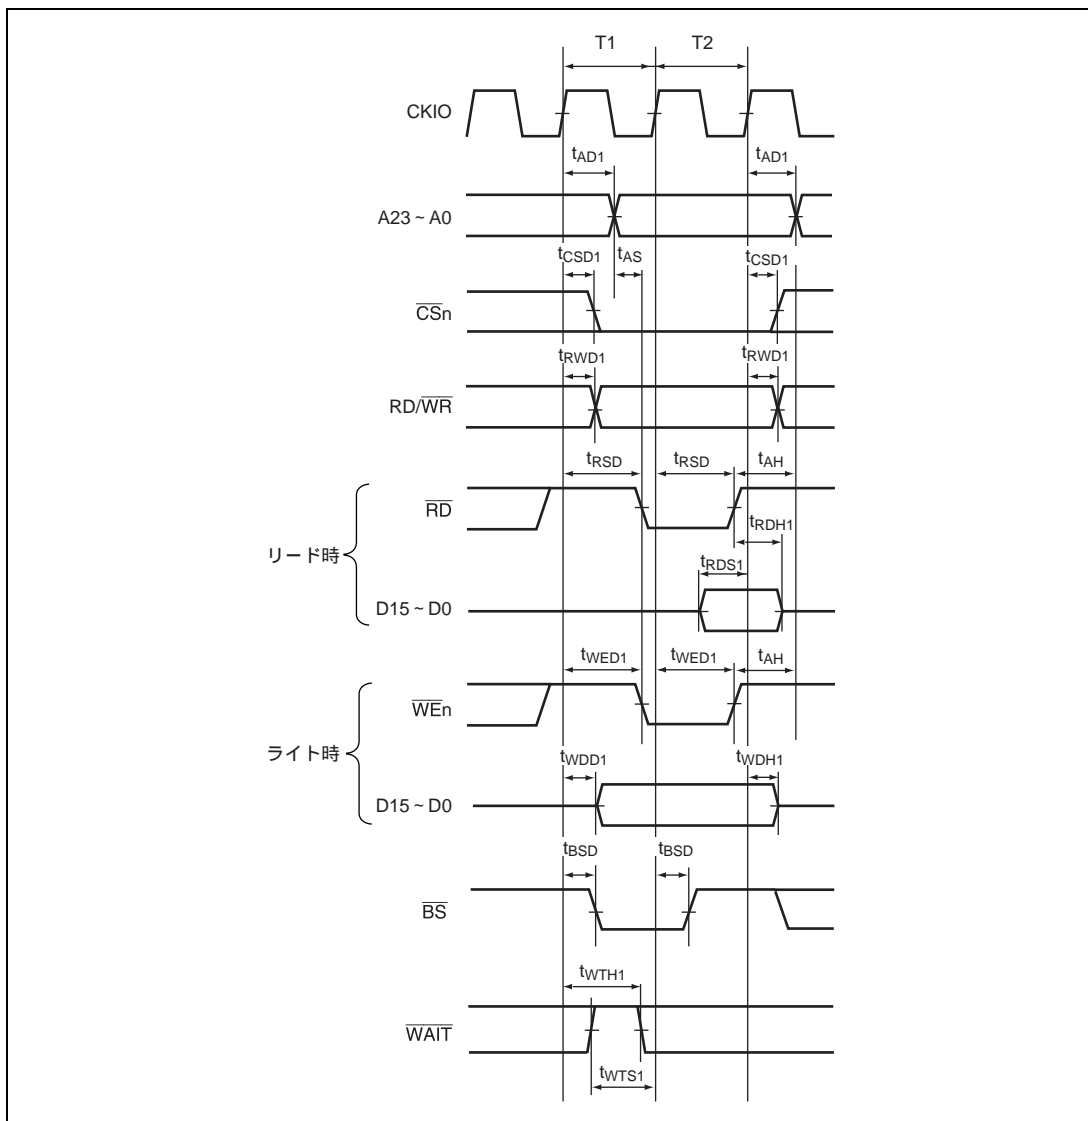 T1 T2
CKIO
tAD1 tAD1
A23 ~ A0
tCSD1 tAS tCSD1
CSn
tRWD1 tRWD1
RD/WR
tRSD tRSD tAH
RD
tRDH1
リード時
tRDS1
D15 ~ D0
tWED1 tWED1 tAH
WEn
ライト時
tWDD1 tWDH1
D15 ~ D0
tBSD tBSD
BS
tWTH1
WAIT
tWTS1